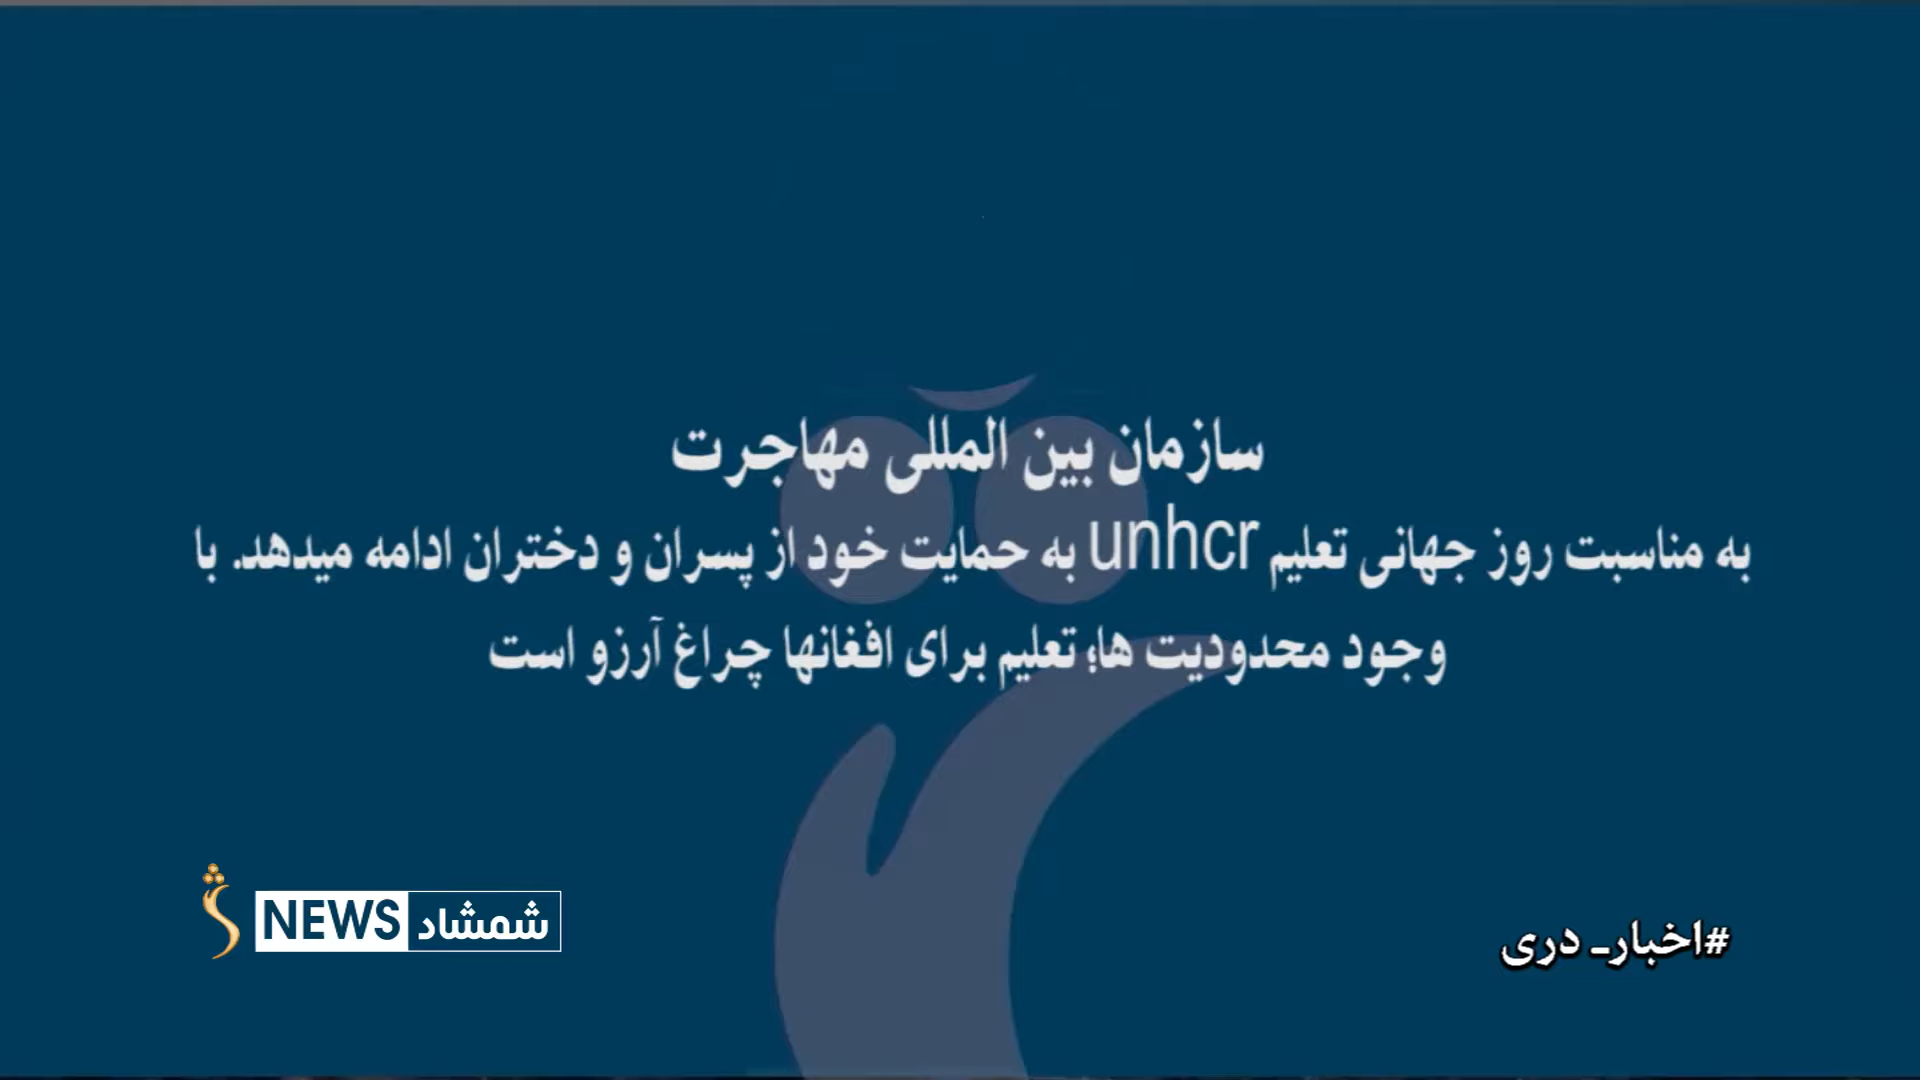 سازمان بین المللی مهاجرت
به مناسبت روز جهانی تعلیم unhcr به حمایت خود از پسران و دختران ادامه میدهد. با
وجود محدودیت ها؛ تعلیم برای افغانها چراغ آرزو است
NEWS شمشاد
#اخبارـ دری